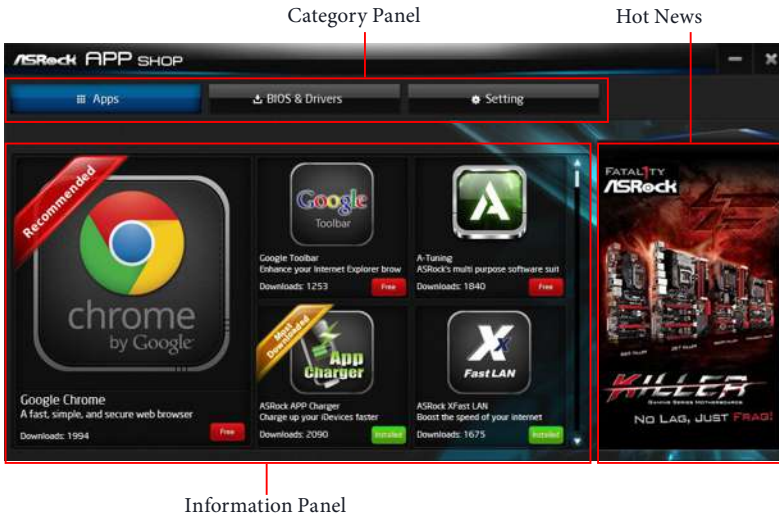 Category Panel
Hot News
ASRock APP SHOP
Apps
BIOS & Drivers
Setting
Recommended
chrome
by Google
Google Chrome
A fast, simple, and secure web browser
Downloads: 1994
Free
Google
Toolbar
Google Toolbar
Enhance your Internet Explorer brow
Downloads: 1253
Free
A-Tuning
ASRock's multi purpose software suit
Downloads: 1840
Free
Most Downloaded
App
Charger
ASRock APP Charger
Charge up your iDevices faster
Downloads: 2090
Installed
Fast LAN
ASRock XFast LAN
Boost the speed of your internet
Downloads: 1675
Installed
FATAL1TY
ASRock
KILLER
GAMING SERIES MOTHERBOARDS
NO LAG, JUST FRAG!
Information Panel